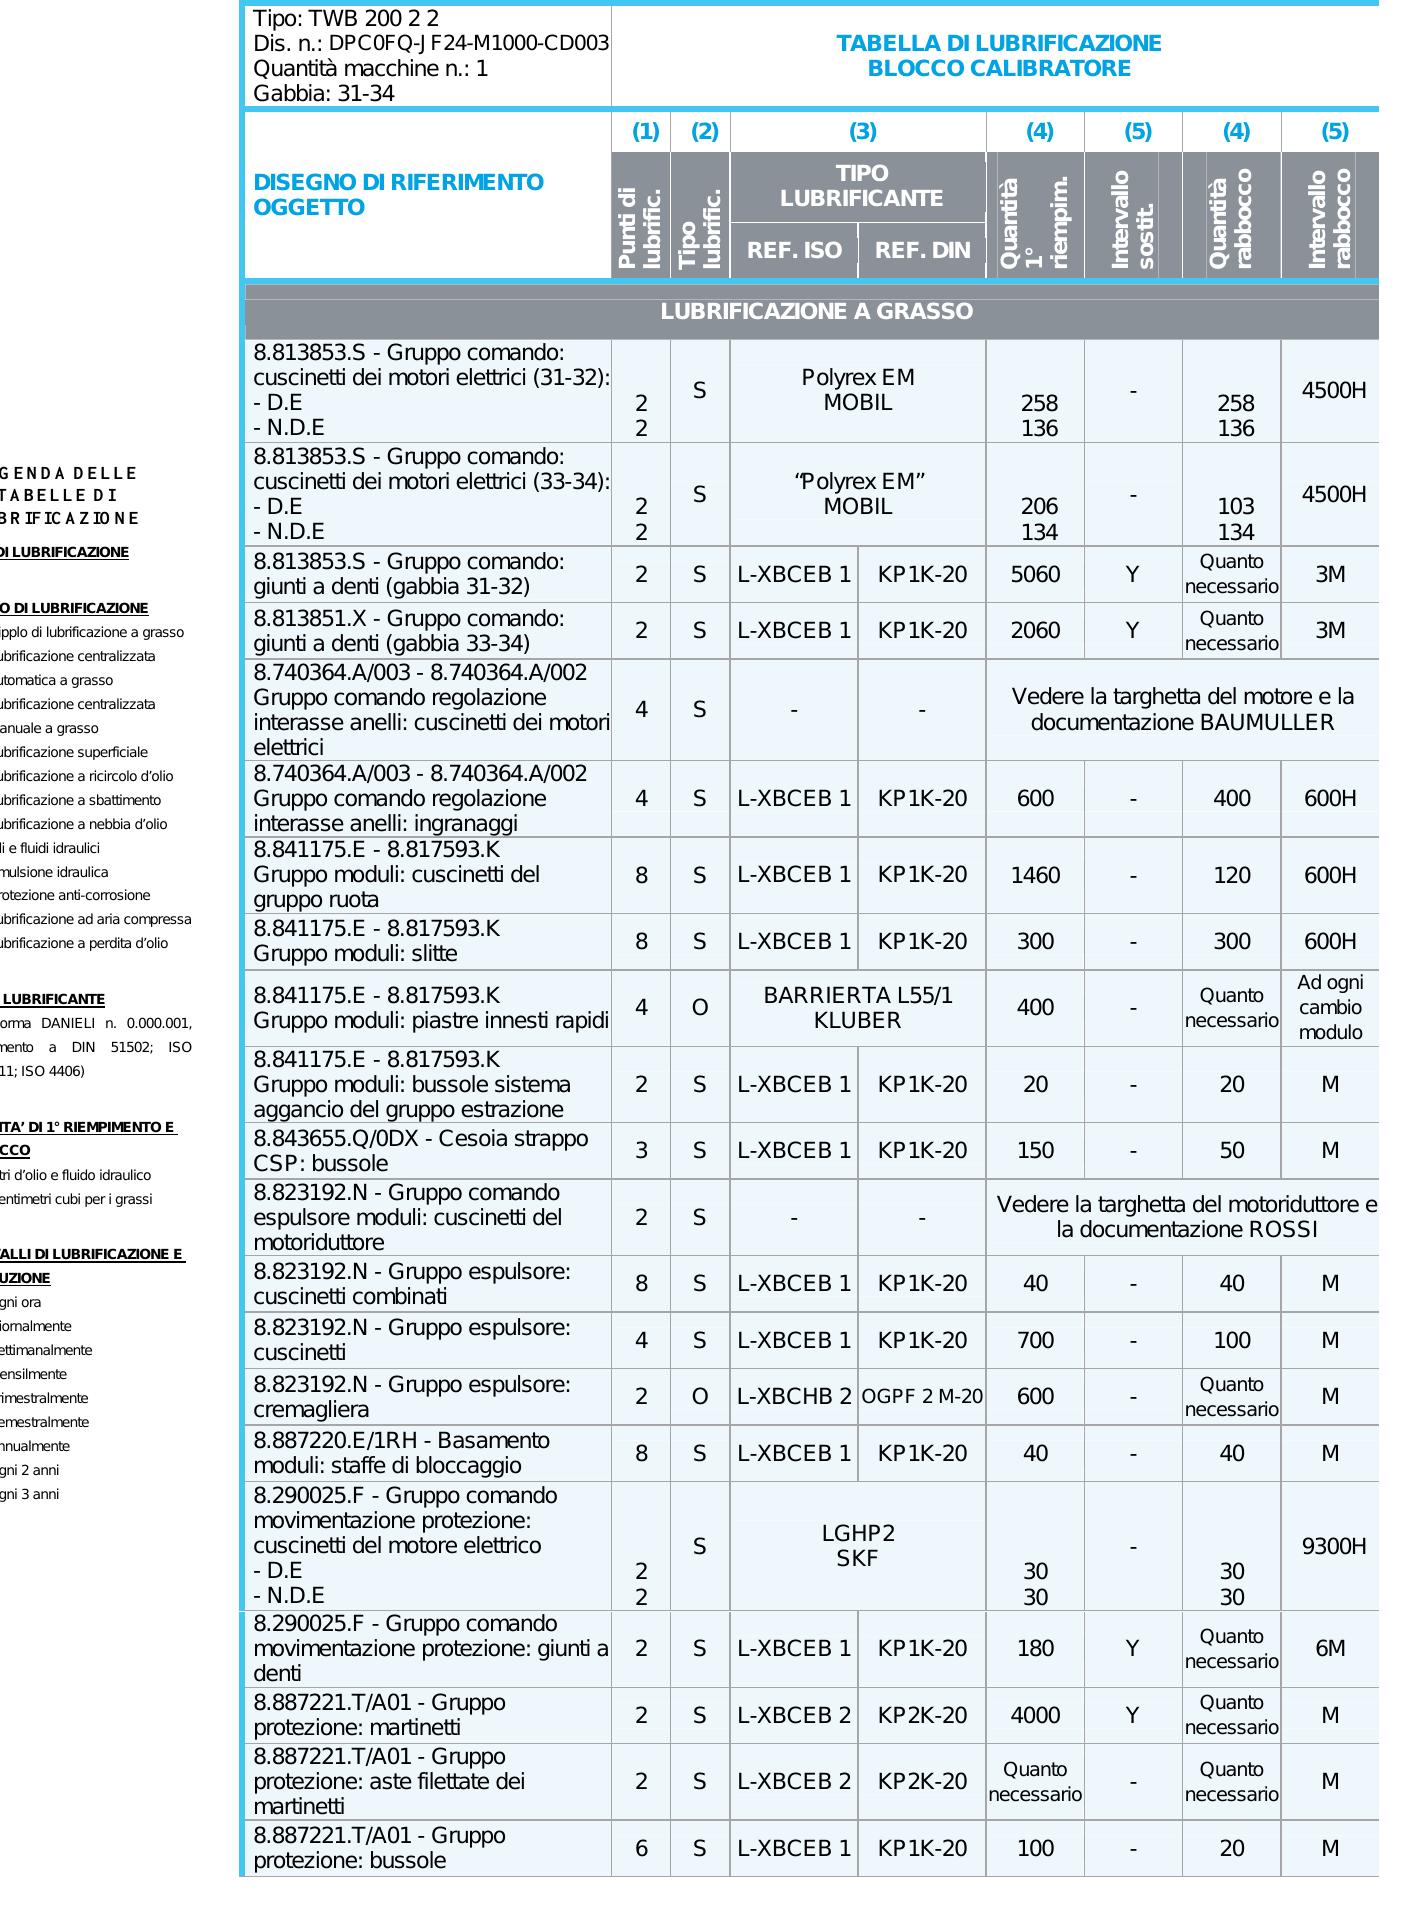 GENDA DELLE
TABELLE DI
BRIFICAZIONE
DI LUBRIFICAZIONE
O DI LUBRIFICAZIONE
ipplo di lubrificazione a grasso
ubrificazione centralizzata
utomatica a grasso
ubrificazione centralizzata
anuale a grasso
ubrificazione superficiale
ubrificazione a ricircolo d'olio
ubrificazione a sbattimento
ubrificazione a nebbia d'olio
li e fluidi idraulici
mulsione idraulica
rotezione anti-corrosione
ubrificazione ad aria compressa
ubrificazione a perdita d'olio
LUBRIFICANTE
orma DANIELI n. 0.000.001,
mento a DIN 51502; ISO
11; ISO 4406)
ITA' DI 1° RIEMPIMENTO E
CCO
tri d'olio e fluido idraulico
entimetri cubi per i grassi
ALLI DI LUBRIFICAZIONE E
UZIONE
gni ora
iornalmente
ettimanalmente
ensilmente
rimestralmente
emestralmente
nnualmente
gni 2 anni
gni 3 anni
Tipo: TWB 200 2 2
Dis. n.: DPC0FQ-JF24-M1000-CD003
Quantità macchine n.: 1
Gabbia: 31-34
TABELLA DI LUBRIFICAZIONE
BLOCCO CALIBRATORE
DISEGNO DI RIFERIMENTO
OGGETTO
(1) (2) (3) (4) (5) (4) (5)
Punti di
lubrific.
Tipo
lubrific.
TIPO
LUBRIFICANTE
REF. ISO REF. DIN
Quantità
1°
riempim.
Intervallo
sostit.
Quantità
rabbocco
Intervallo
rabbocco
LUBRIFICAZIONE A GRASSO
8.813853.S - Gruppo comando:
cuscinetti dei motori elettrici (31-32):
- D.E
- N.D.E
2
2
S
Polyrex EM
MOBIL
258
136
-
258
136
4500H
8.813853.S - Gruppo comando:
cuscinetti dei motori elettrici (33-34):
- D.E
- N.D.E
2
2
S
“Polyrex EM”
MOBIL
206
134
-
103
134
4500H
8.813853.S - Gruppo comando:
giunti a denti (gabbia 31-32)
2 S L-XBCEB 1 KP1K-20 5060 Y
Quanto
necessario
3M
8.813851.X - Gruppo comando:
giunti a denti (gabbia 33-34)
2 S L-XBCEB 1 KP1K-20 2060 Y
Quanto
necessario
3M
8.740364.A/003 - 8.740364.A/002
Gruppo comando regolazione
interasse anelli: cuscinetti dei motori
elettrici
4 S - -
Vedere la targhetta del motore e la
documentazione BAUMULLER
8.740364.A/003 - 8.740364.A/002
Gruppo comando regolazione
interasse anelli: ingranaggi
4 S L-XBCEB 1 KP1K-20 600 - 400 600H
8.841175.E - 8.817593.K
Gruppo moduli: cuscinetti del
gruppo ruota
8 S L-XBCEB 1 KP1K-20 1460 - 120 600H
8.841175.E - 8.817593.K
Gruppo moduli: slitte
8 S L-XBCEB 1 KP1K-20 300 - 300 600H
8.841175.E - 8.817593.K
Gruppo moduli: piastre innesti rapidi
4 O
BARRIERTA L55/1
KLUBER
400 -
Quanto
necessario
Ad ogni
cambio
modulo
8.841175.E - 8.817593.K
Gruppo moduli: bussole sistema
aggancio del gruppo estrazione
2 S L-XBCEB 1 KP1K-20 20 - 20 M
8.843655.Q/0DX - Cesoia strappo
CSP: bussole
3 S L-XBCEB 1 KP1K-20 150 - 50 M
8.823192.N - Gruppo comando
espulsore moduli: cuscinetti del
motoriduttore
2 S - -
Vedere la targhetta del motoriduttore e
la documentazione ROSSI
8.823192.N - Gruppo espulsore:
cuscinetti combinati
8 S L-XBCEB 1 KP1K-20 40 - 40 M
8.823192.N - Gruppo espulsore:
cuscinetti
4 S L-XBCEB 1 KP1K-20 700 - 100 M
8.823192.N - Gruppo espulsore:
cremagliera
2 O L-XBCHB 2 OGPF 2 M-20 600 -
Quanto
necessario
M
8.887220.E/1RH - Basamento
moduli: staffe di bloccaggio
8 S L-XBCEB 1 KP1K-20 40 - 40 M
8.290025.F - Gruppo comando
movimentazione protezione:
cuscinetti del motore elettrico
- D.E
- N.D.E
2
2
S
LGHP2
SKF
30
30
-
30
30
9300H
8.290025.F - Gruppo comando
movimentazione protezione: giunti a
denti
2 S L-XBCEB 1 KP1K-20 180 Y
Quanto
necessario
6M
8.887221.T/A01 - Gruppo
protezione: martinetti
2 S L-XBCEB 2 KP2K-20 4000 Y
Quanto
necessario
M
8.887221.T/A01 - Gruppo
protezione: aste filettate dei
martinetti
2 S L-XBCEB 2 KP2K-20
Quanto
necessario
-
Quanto
necessario
M
8.887221.T/A01 - Gruppo
protezione: bussole
6 S L-XBCEB 1 KP1K-20 100 - 20 M